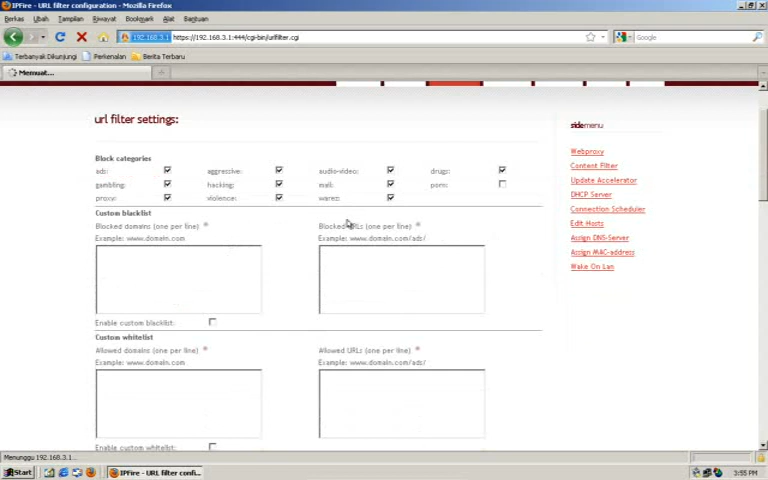 IPFire - URL filter configuration - Mozilla Firefox
Berkas Ubah Tampilan Riwayat Bookmark Alat Bantuan
192.168.3.1 https://192.168.3.1:444/cgi-bin/urlfilter.cgi Google
Terbanyak Dikunjungi Perkenalan Berita Terbaru
Memuat...
url filter settings:
sidemenu
Block categories
ads: aggressive: audio-video: drugs:
gambling: hacking: mail: porn:
proxy: violence: warez:
Custom blacklist
Blocked domains (one per line) * Blocked URLs (one per line) *
Example: www.domain.com Example: www.domain.com/ads/
Enable custom blacklist:
Custom whitelist
Allowed domains (one per line) * Allowed URLs (one per line) *
Example: www.domain.com Example: www.domain.com/ads/
Enable custom whitelist:
Webproxy
Content Filter
Update Accelerator
DHCP Server
Connection Scheduler
Edit Hosts
Assign DNS-Server
Assign MAC-address
Wake On Lan
Menunggu 192.168.3.1...
Start IPFire - URL filter confi... 3:55 PM